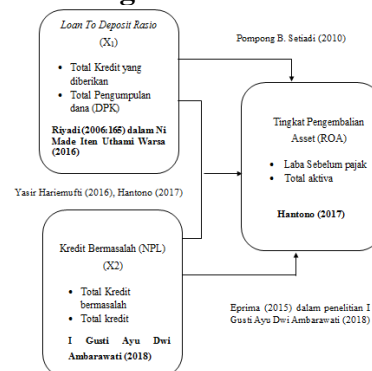 Loan To Deposit Rasio
(X1)
• Total Kredit yang
diberikan
• Total Pengumpulan
dana (DPK)
Riyadi (2006:165) dalam Ni
Made Iten Uthami Warsa
(2016)
Pompong B. Setiadi (2010)
Tingkat Pengembalian
Asset (ROA)
• Laba Sebelum pajak
• Total aktiva
Hantono (2017)
Yasir Hariemufti (2016), Hantono (2017)
Kredit Bermasalah (NPL)
(X2)
• Total Kredit
bermasalah
• Total kredit
I Gusti Ayu Dwi
Ambarawati (2018)
Eprima (2015) dalam penelitian I
Gusti Ayu Dwi Ambarawati (2018)